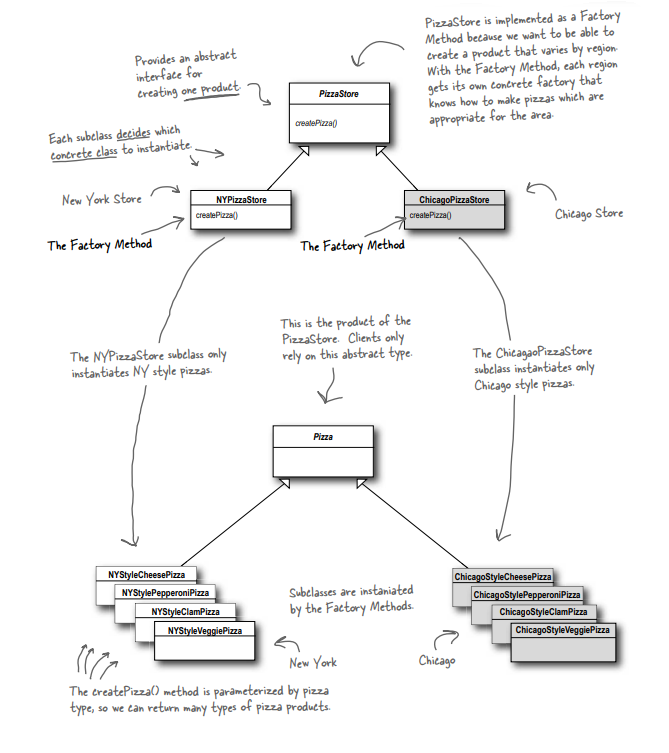 PizzaStore is implemented as a Factory
Method because we want to be able to
create a product that varies by region.
With the Factory Method, each region
gets its own concrete factory that
knows how to make pizzas which are
appropriate for the area.
Provides an abstract
interface for
creating one product.
PizzaStore
createPizza()
Each subclass decides which
concrete class to instantiate.
New York Store
NYPizzaStore
createPizza()
ChicagoPizzaStore
createPizza()
Chicago Store
The Factory Method
The Factory Method
This is the product of the
PizzaStore. Clients only
rely on this abstract type.
The NYPizzaStore subclass only
instantiates NY style pizzas.
The ChicagaoPizzaStore
subclass instantiates only
Chicago style pizzas.
Pizza
NYStyleCheesePizza
NYStylePepperoniPizza
NYStyleClamPizza
NYStyleVeggiePizza
Subclasses are instaniated
by the Factory Methods.
ChicagoStyleCheesePizza
ChicagoStylePepperoniPizza
ChicagoStyleClamPizza
ChicagoStyleVeggiePizza
New York
Chicago
The createPizza() method is parameterized by pizza
type, so we can return many types of pizza products.